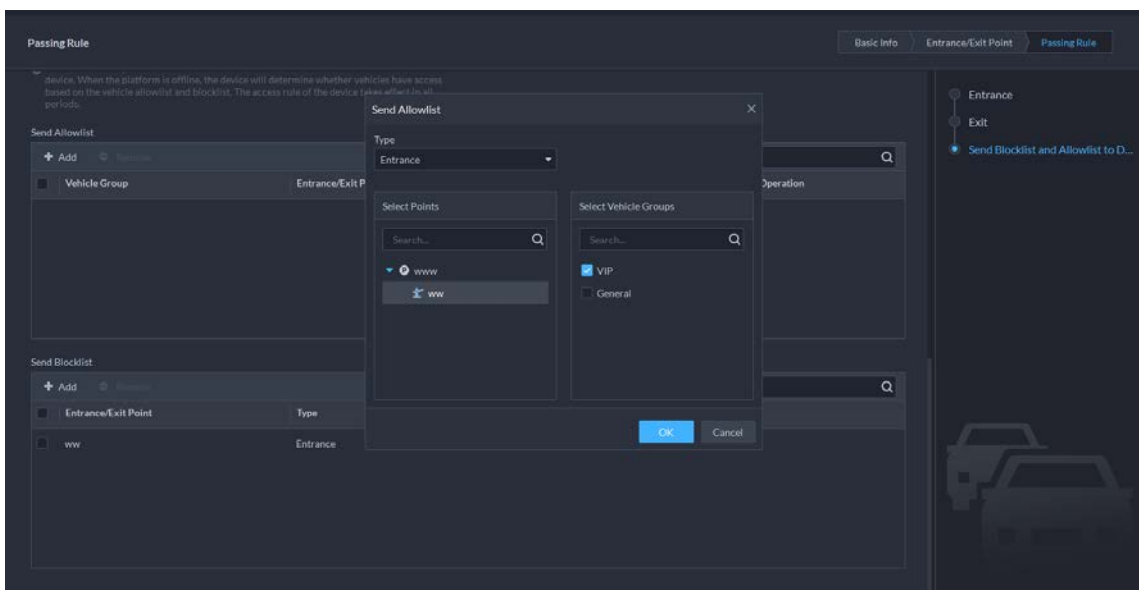 Passing Rule
Basic Info
Entrance/Exit Point
Passing Rule
device. When the platform is offline, the device will determine whether vehicles have access
based on the vehicle allowlist and blocklist. The access rule of the device takes effect in all
periods.
Send Allowlist
Add
Remove
Vehicle Group
Entrance/Exit P
Operation
Send Allowlist
Type
Entrance
Select Points
Search...
www
ww
Select Vehicle Groups
Search...
VIP
General
OK
Cancel
Send Blocklist
Add
Remove
Entrance/Exit Point
Type
ww
Entrance
Entrance
Exit
Send Blocklist and Allowlist to D...